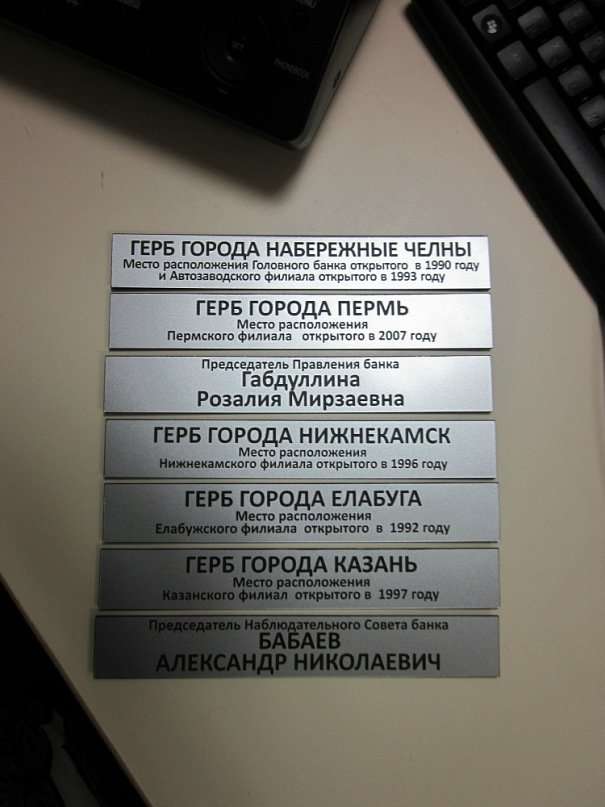 ГЕРБ ГОРОДА НАБЕРЕЖНЫЕ ЧЕЛНЫ
Место расположения Головного банка открытого в 1990 году
и Автозаводского филиала открытого в 1993 году
ГЕРБ ГОРОДА ПЕРМЬ
Место расположения
Пермского филиала открытого в 2007 году
Председатель Правления банка
Габдуллина
Розалия Мирзаевна
ГЕРБ ГОРОДА НИЖНЕКАМСК
Место расположения
Нижнекамского филиала открытого в 1996 году
ГЕРБ ГОРОДА ЕЛАБУГА
Место расположения
Елабужского филиала открытого в 1992 году
ГЕРБ ГОРОДА КАЗАНЬ
Место расположения
Казанского филиал открытого в 1997 году
Председатель Наблюдательного Совета банка
БАБАЕВ
АЛЕКСАНДР НИКОЛАЕВИЧ